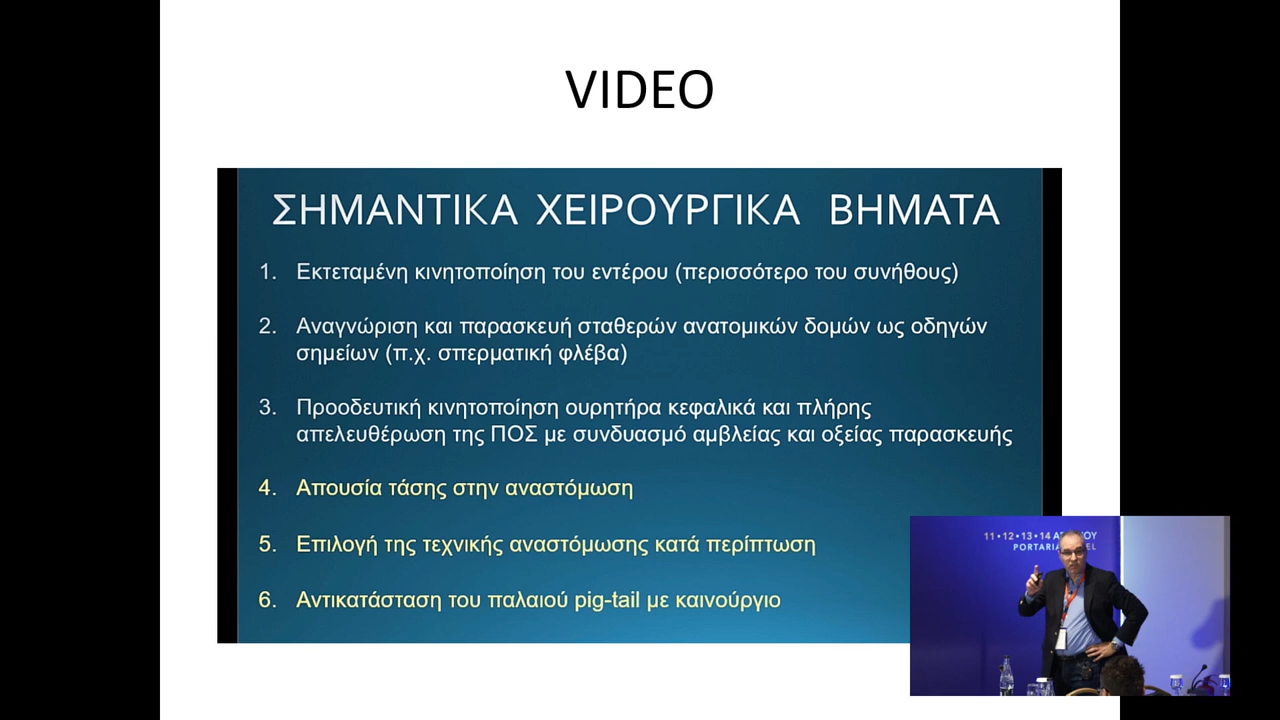 VIDEO
ΣΗΜΑΝΤΙΚΑ ΧΕΙΡΟΥΡΓΙΚΑ ΒΗΜΑΤΑ
1. Εκτεταμένη κινητοποίηση του εντέρου (περισσότερο του συνήθους)
2. Αναγνώριση και παρασκευή σταθερών ανατομικών δομών ως οδηγών
σημείων (π.χ. σπερματική φλέβα)
3. Προοδευτική κινητοποίηση ουρητήρα κεφαλικά και πλήρης
απελευθέρωση της ΠΟΣ με συνδυασμό αμβλείας και οξείας παρασκευής
4. Απουσία τάσης στην αναστόμωση
5. Επιλογή της τεχνικής αναστόμωσης κατά περίπτωση
6. Αντικατάσταση του παλαιού pig-tail με καινούργιο
11•12•13•14